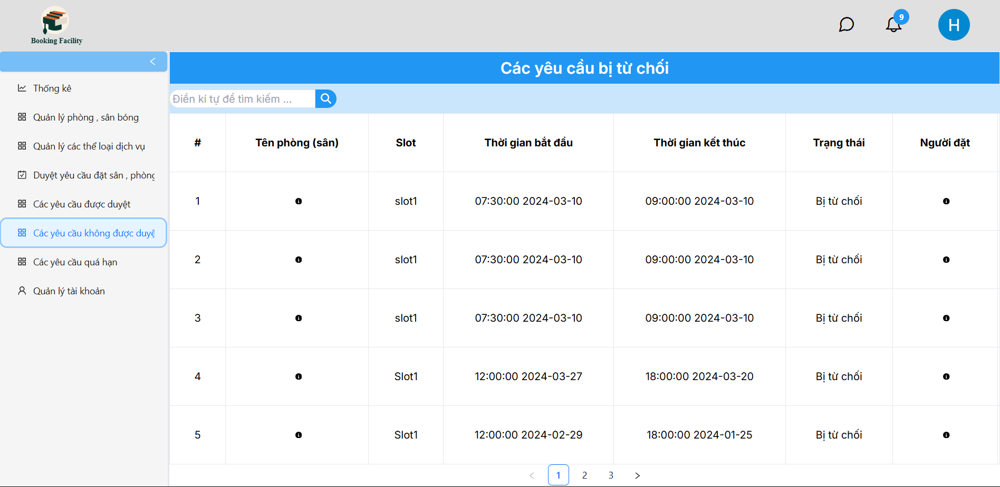 Booking Facility
9
H
Thống kê
Quản lý phòng , sân bóng
Quản lý các thể loại dịch vụ
Duyệt yêu cầu đặt sân , phòng
Các yêu cầu được duyệt
Các yêu cầu không được duyệ
Các yêu cầu quá hạn
Quản lý tài khoản
Các yêu cầu bị từ chối
Điền kí tự để tìm kiếm ...
# Tên phòng (sân) Slot Thời gian bắt đầu Thời gian kết thúc Trạng thái Người đặt
1 slot1 07:30:00 2024-03-10 09:00:00 2024-03-10 Bị từ chối
2 slot1 07:30:00 2024-03-10 09:00:00 2024-03-10 Bị từ chối
3 slot1 07:30:00 2024-03-10 09:00:00 2024-03-10 Bị từ chối
4 Slot1 12:00:00 2024-03-27 18:00:00 2024-03-20 Bị từ chối
5 Slot1 12:00:00 2024-02-29 18:00:00 2024-01-25 Bị từ chối
< 1 2 3 >